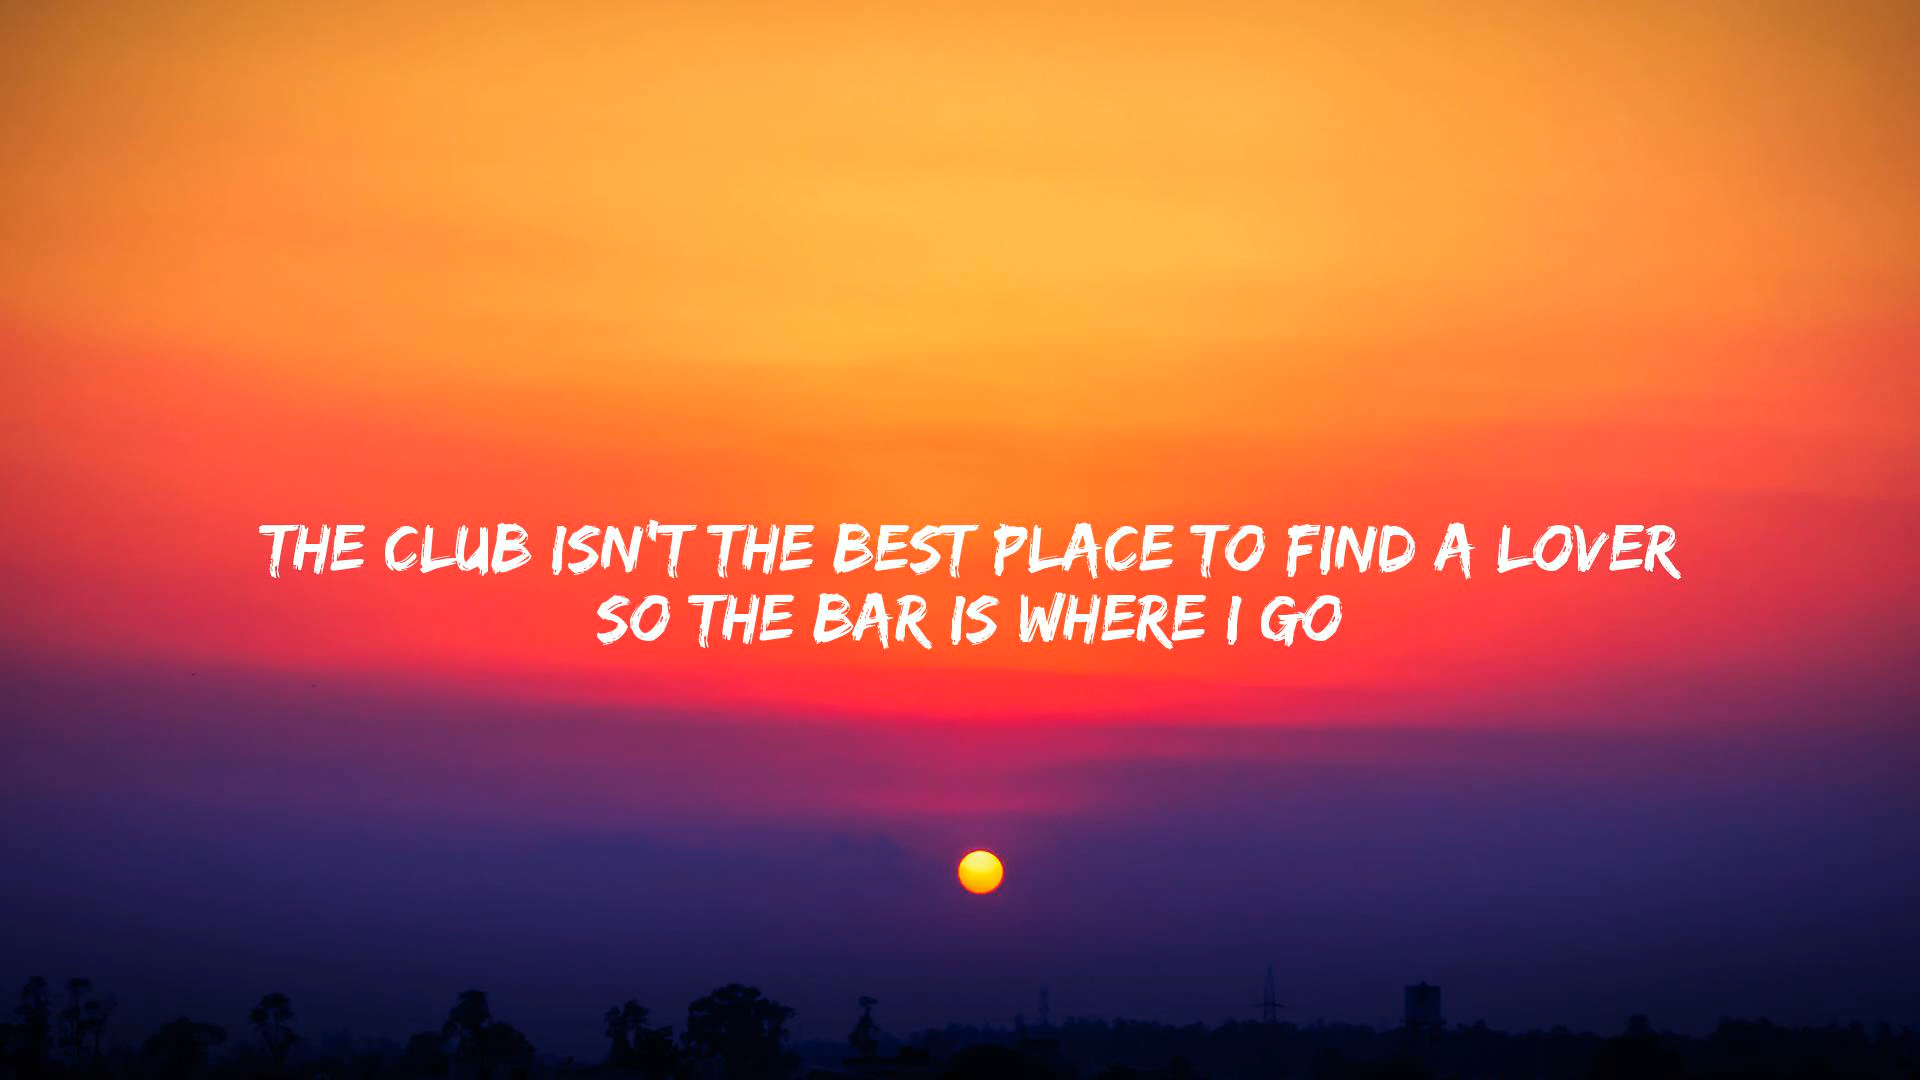 THE CLUB ISN'T THE BEST PLACE TO FIND A LOVER
SO THE BAR IS WHERE I GO